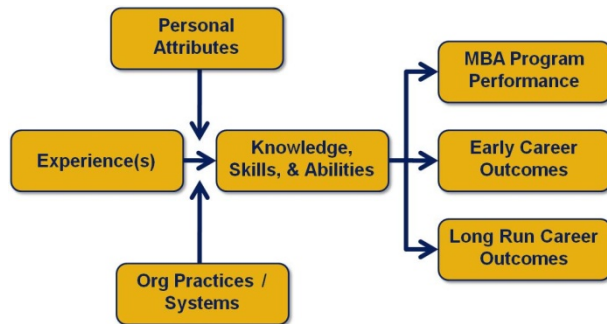 Personal
Attributes
MBA Program
Performance
Experience(s)
Knowledge,
Skills, & Abilities
Early Career
Outcomes
Long Run Career
Outcomes
Org Practices /
Systems